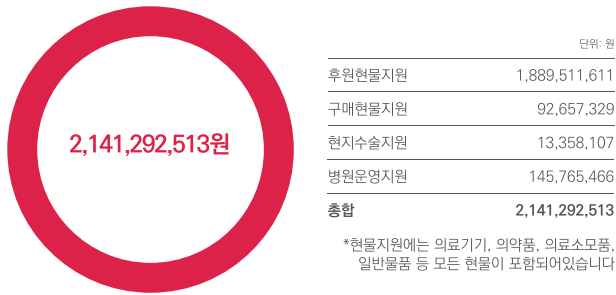 2,141,292,513원
단위: 원
후원현물지원 1,889,511,611
구매현물지원 92,657,329
현지수술지원 13,358,107
병원운영지원 145,765,466
총합 2,141,292,513
*현물지원에는 의료기기, 의약품, 의료소모품,
일반물품 등 모든 현물이 포함되어있습니다